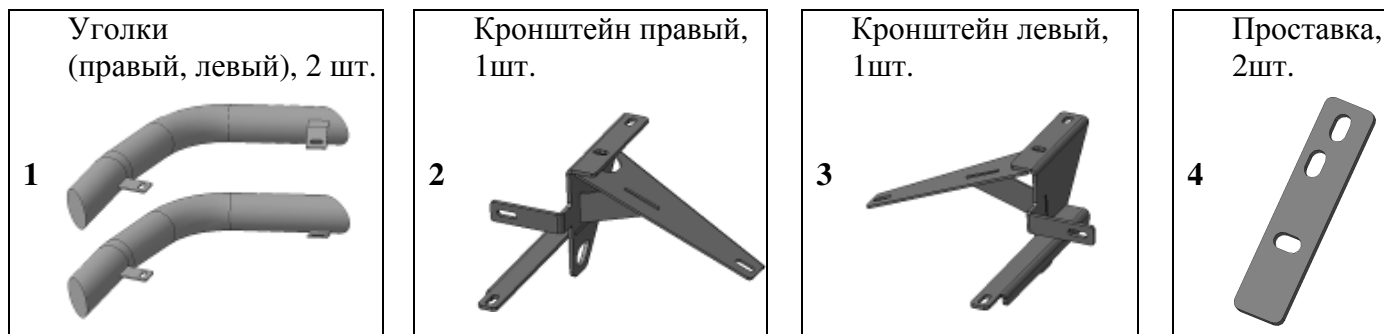 Уголки
(правый, левый), 2 шт.
1
Кронштейн правый,
1шт.
2
Кронштейн левый,
1шт.
3
Проставка,
2шт.
4